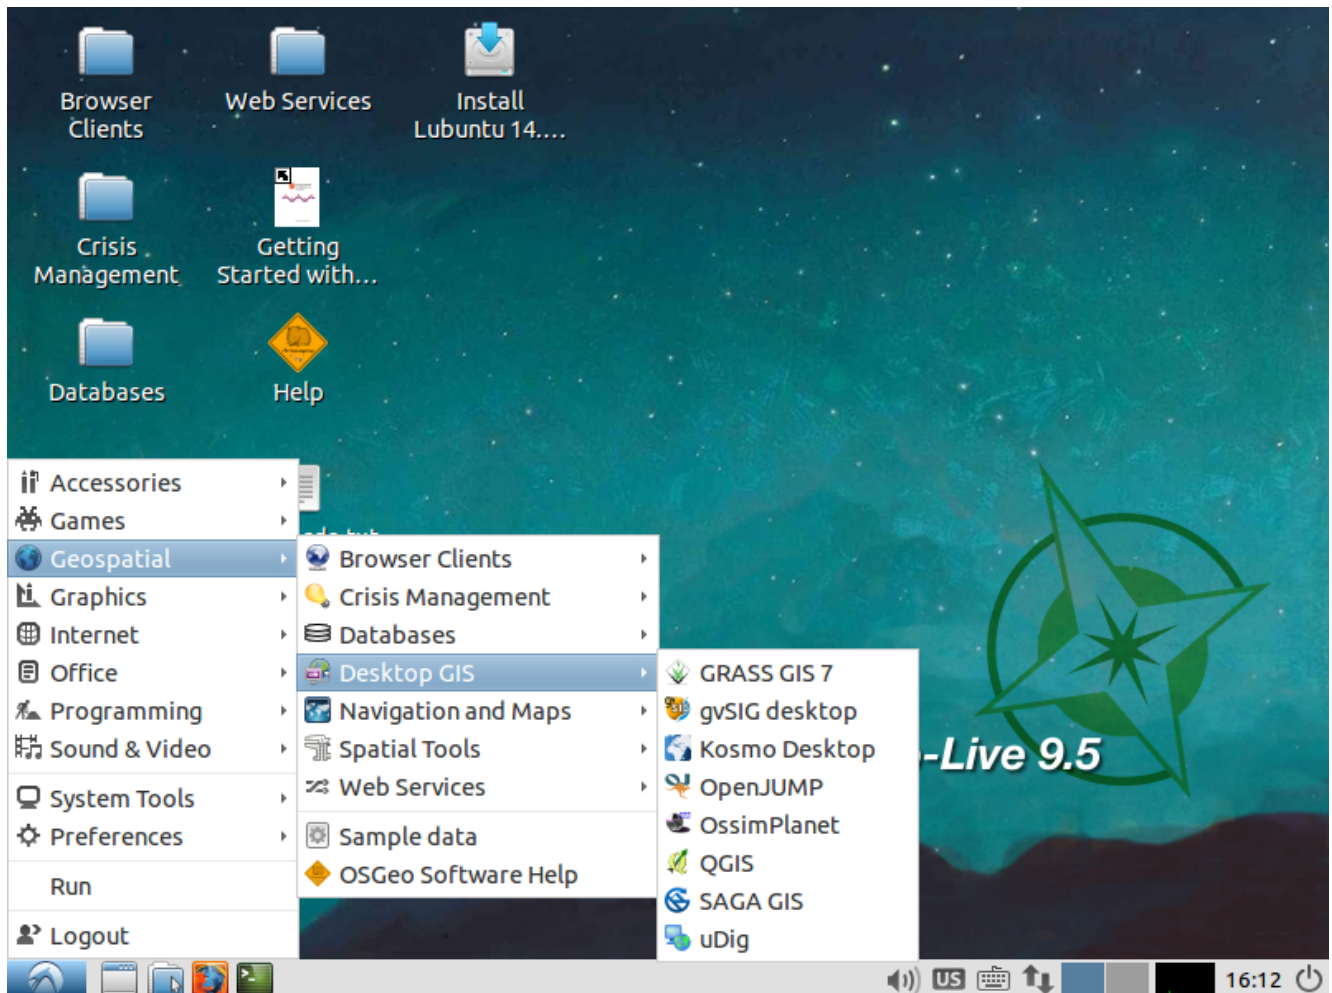 Browser
Clients
Web Services
Install
Lubuntu 14....
Crisis
Management
Getting
Started with...
Databases
Help
Accessories
Games
Geospatial
Graphics
Internet
Office
Programming
Sound & Video
System Tools
Preferences
Run
Logout
Browser Clients
Crisis Management
Databases
Desktop GIS
Navigation and Maps
Spatial Tools
Web Services
Sample data
OSGeo Software Help
GRASS GIS 7
gvSIG desktop
Kosmo Desktop
OpenJUMP
OssimPlanet
QGIS
SAGA GIS
uDig
-Live 9.5
US
16:12